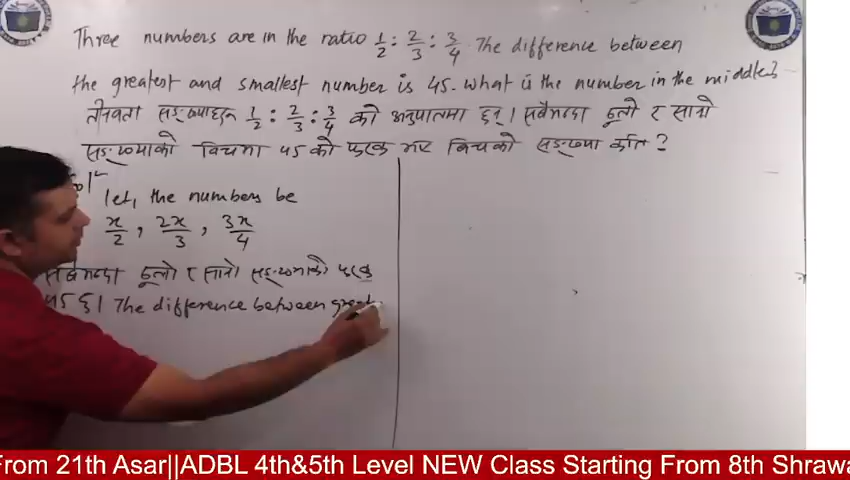 Three numbers are in the ratio 1/2 : 2/3 : 3/4. The difference between
the greatest and smallest number is 45. what is the number in the middle?
तीनवटा सङ्ख्याहरू 1/2 : 2/3 : 3/4 को अनुपातमा छन् । सबैभन्दा ठूलो र सानो
सङ्ख्याको बिचमा ४५ को फरक भए बिचको सङ्ख्या कति ?
let, the numbers be
x/2 , 2x/3 , 3x/4
सबैभन्दा ठूलो र सानो सङ्ख्याको फरक
४५ छ। The difference between great
From 21th Asar||ADBL 4th&5th Level NEW Class Starting From 8th Shrawa